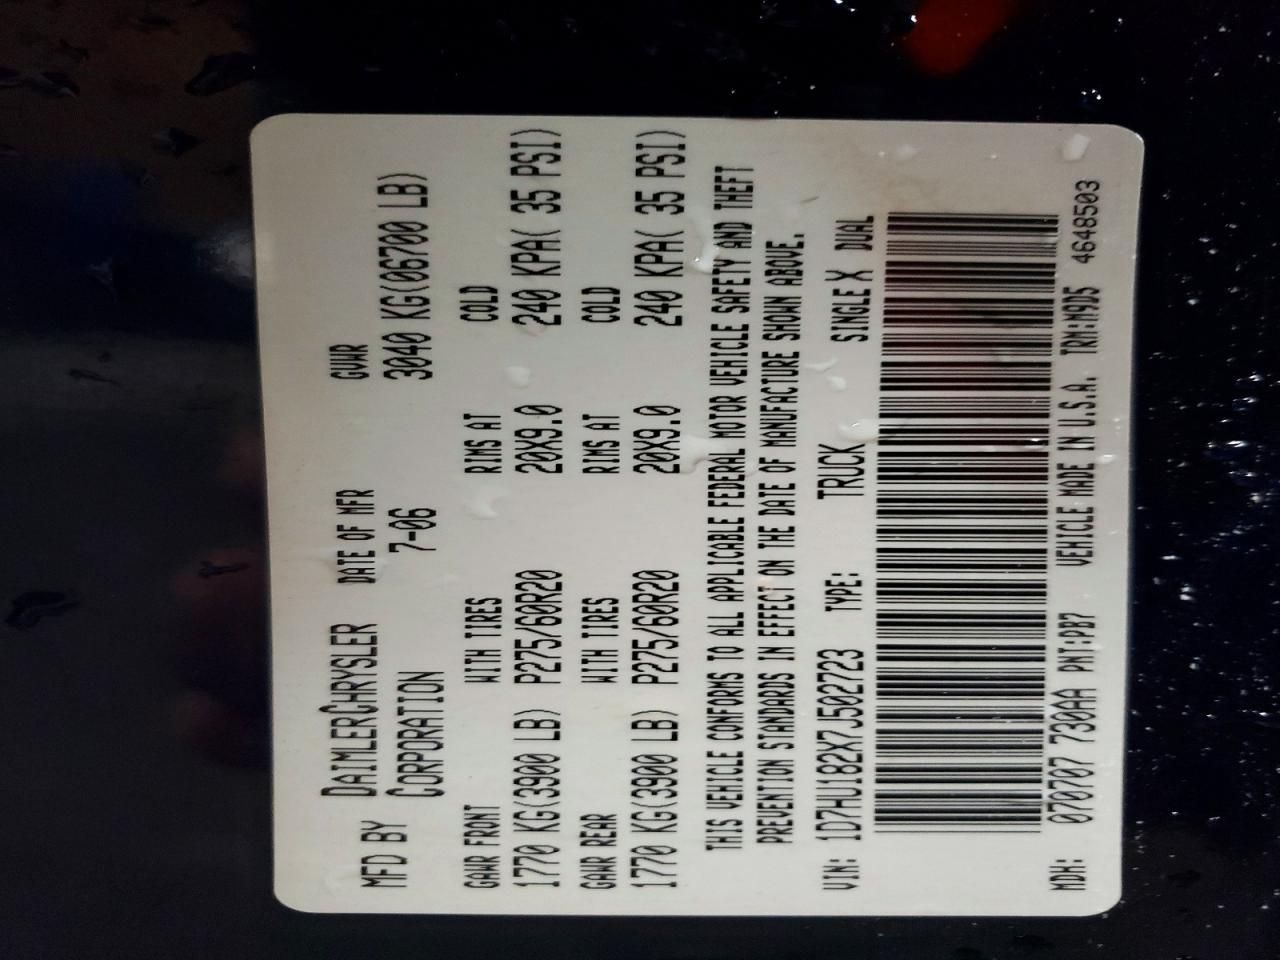 MFD BY DAIMLERCHRYSLER CORPORATION
DATE OF MFR 7-06
GVWR 3040 KG(06700 LB)
GAWR FRONT WITH TIRES RIMS AT COLD
1770 KG(3900 LB) P275/60R20 20X9.0 240 KPA( 35 PSI)
GAWR REAR WITH TIRES RIMS AT COLD
1770 KG(3900 LB) P275/60R20 20X9.0 240 KPA( 35 PSI)
THIS VEHICLE CONFORMS TO ALL APPLICABLE FEDERAL MOTOR VEHICLE SAFETY AND THEFT
PREVENTION STANDARDS IN EFFECT ON THE DATE OF MANUFACTURE SHOWN ABOVE.
VIN: 1D7HU182X7J502723 TYPE: TRUCK SINGLE X DUAL
MDH: 070707 730AA PNT:PB7 VEHICLE MADE IN U.S.A. TRM:M9D5 4648503